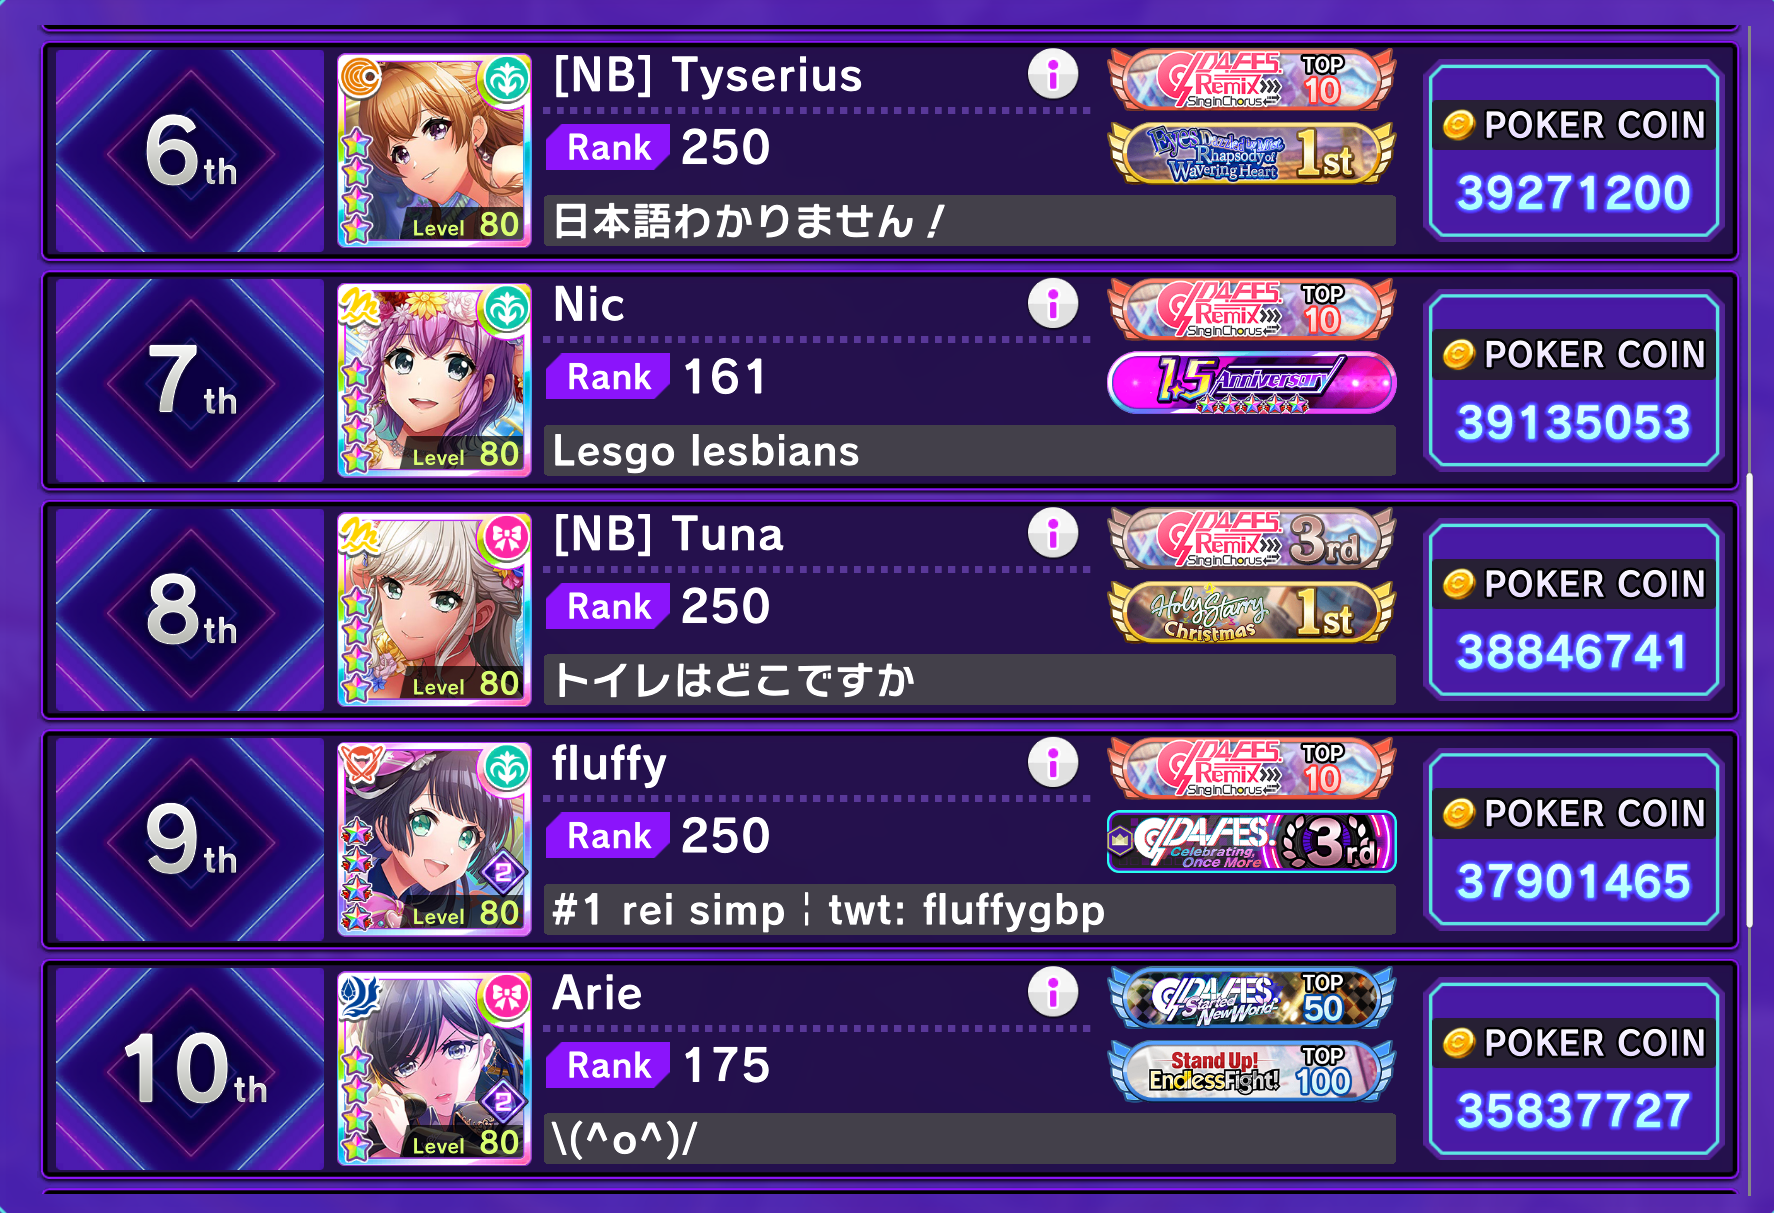 6th
[NB] Tyserius
Rank 250
日本語わかりません！
Level 80
D4FES. Remix Sing in Chorus TOP 10
Eyes Dazzled by Mist Rhapsody of Wavering Heart 1st
POKER COIN
39271200
7th
Nic
Rank 161
Lesgo lesbians
Level 80
D4FES. Remix Sing in Chorus TOP 10
1.5 Anniversary
POKER COIN
39135053
8th
[NB] Tuna
Rank 250
トイレはどこですか
Level 80
D4FES. Remix Sing in Chorus 3rd
Holy Starry Christmas 1st
POKER COIN
38846741
9th
fluffy
Rank 250
#1 rei simp ¦ twt: fluffygbp
2
Level 80
D4FES. Remix Sing in Chorus TOP 10
D4FES. Celebrating, Once More 3rd
POKER COIN
37901465
10th
Arie
Rank 175
\(^o^)/
2
Level 80
D4FES. -Started New World- TOP 50
Stand Up! Endless Fight! TOP 100
POKER COIN
35837727